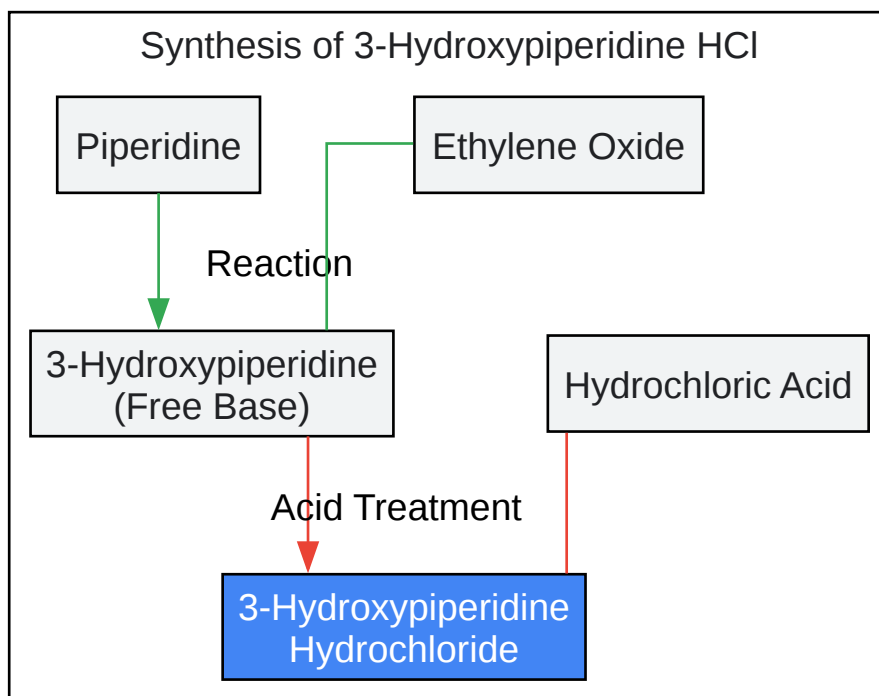 Synthesis of 3-Hydroxypiperidine HCl
Piperidine
Ethylene Oxide
Reaction
3-Hydroxypiperidine
(Free Base)
Hydrochloric Acid
Acid Treatment
3-Hydroxypiperidine
Hydrochloride